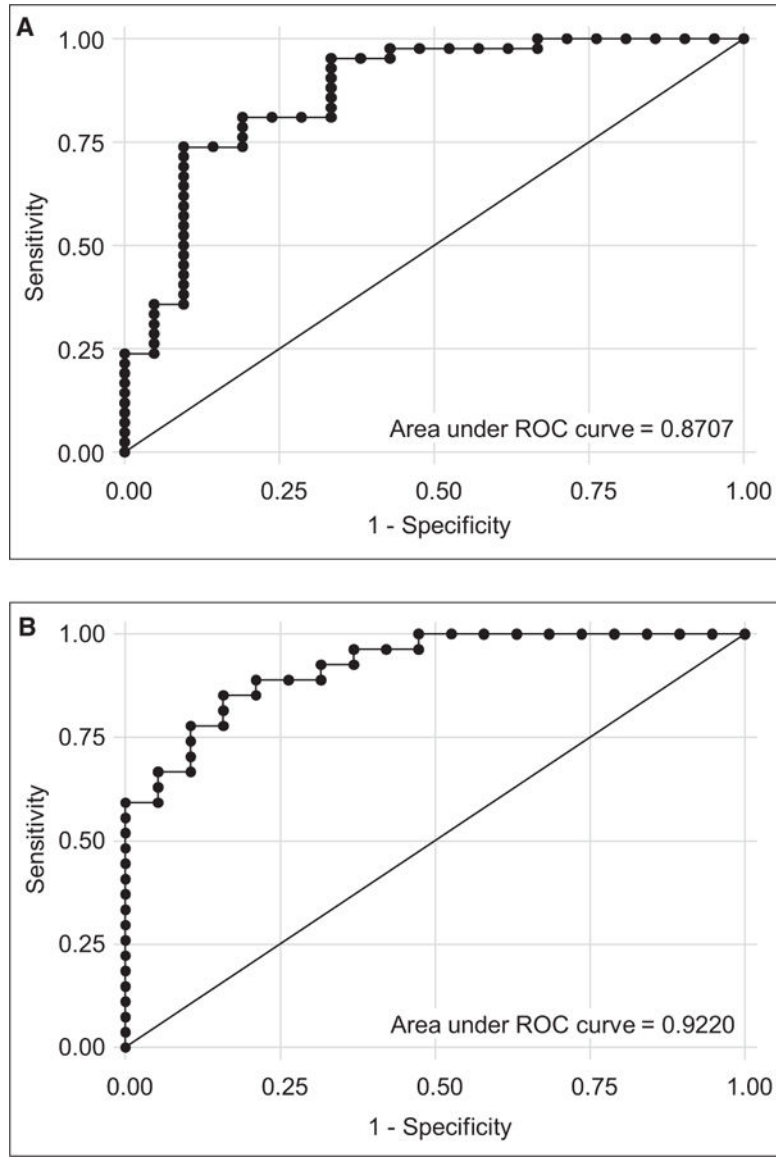 A
1.00
0.75
0.50
0.25
0.00
Sensitivity
Area under ROC curve = 0.8707
0.00 0.25 0.50 0.75 1.00
1 - Specificity
B
1.00
0.75
0.50
0.25
0.00
Sensitivity
Area under ROC curve = 0.9220
0.00 0.25 0.50 0.75 1.00
1 - Specificity